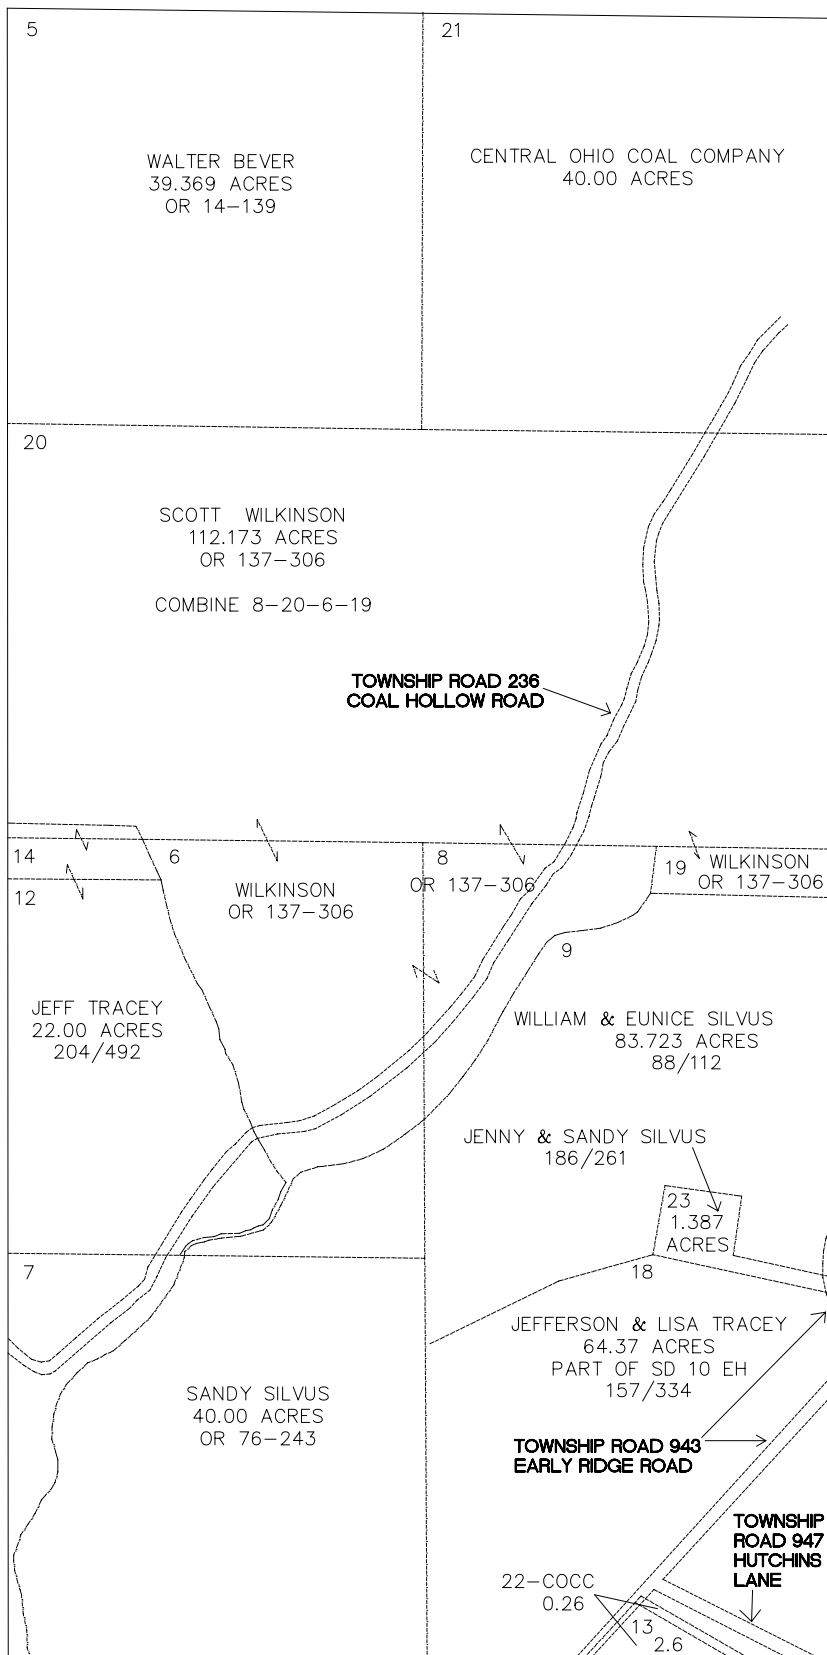 5
21
WALTER BEVER
39.369 ACRES
OR 14-139
CENTRAL OHIO COAL COMPANY
40.00 ACRES
20
SCOTT WILKINSON
112.173 ACRES
OR 137-306
COMBINE 8-20-6-19
TOWNSHIP ROAD 236
COAL HOLLOW ROAD
14
6
8
19
WILKINSON
OR 137-306
12
WILKINSON
OR 137-306
OR 137-306
9
JEFF TRACEY
22.00 ACRES
204/492
WILLIAM & EUNICE SILVUS
83.723 ACRES
88/112
JENNY & SANDY SILVUS
186/261
23
1.387
ACRES
7
18
JEFFERSON & LISA TRACEY
64.37 ACRES
PART OF SD 10 EH
157/334
SANDY SILVUS
40.00 ACRES
OR 76-243
TOWNSHIP ROAD 943
EARLY RIDGE ROAD
TOWNSHIP
ROAD 947
HUTCHINS
LANE
22-COCC
0.26
13
2.6